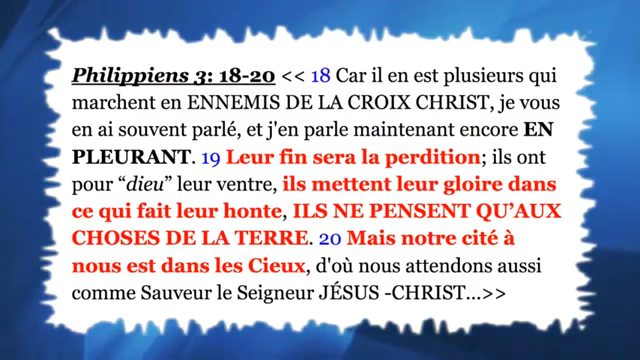 Philippiens 3: 18-20 << 18 Car il en est plusieurs qui
marchent en ENNEMIS DE LA CROIX CHRIST, je vous
en ai souvent parlé, et j'en parle maintenant encore EN
PLEURANT. 19 Leur fin sera la perdition; ils ont
pour “dieu” leur ventre, ils mettent leur gloire dans
ce qui fait leur honte, ILS NE PENSENT QU’AUX
CHOSES DE LA TERRE. 20 Mais notre cité à
nous est dans les Cieux, d'où nous attendons aussi
comme Sauveur le Seigneur JÉSUS -CHRIST...>>